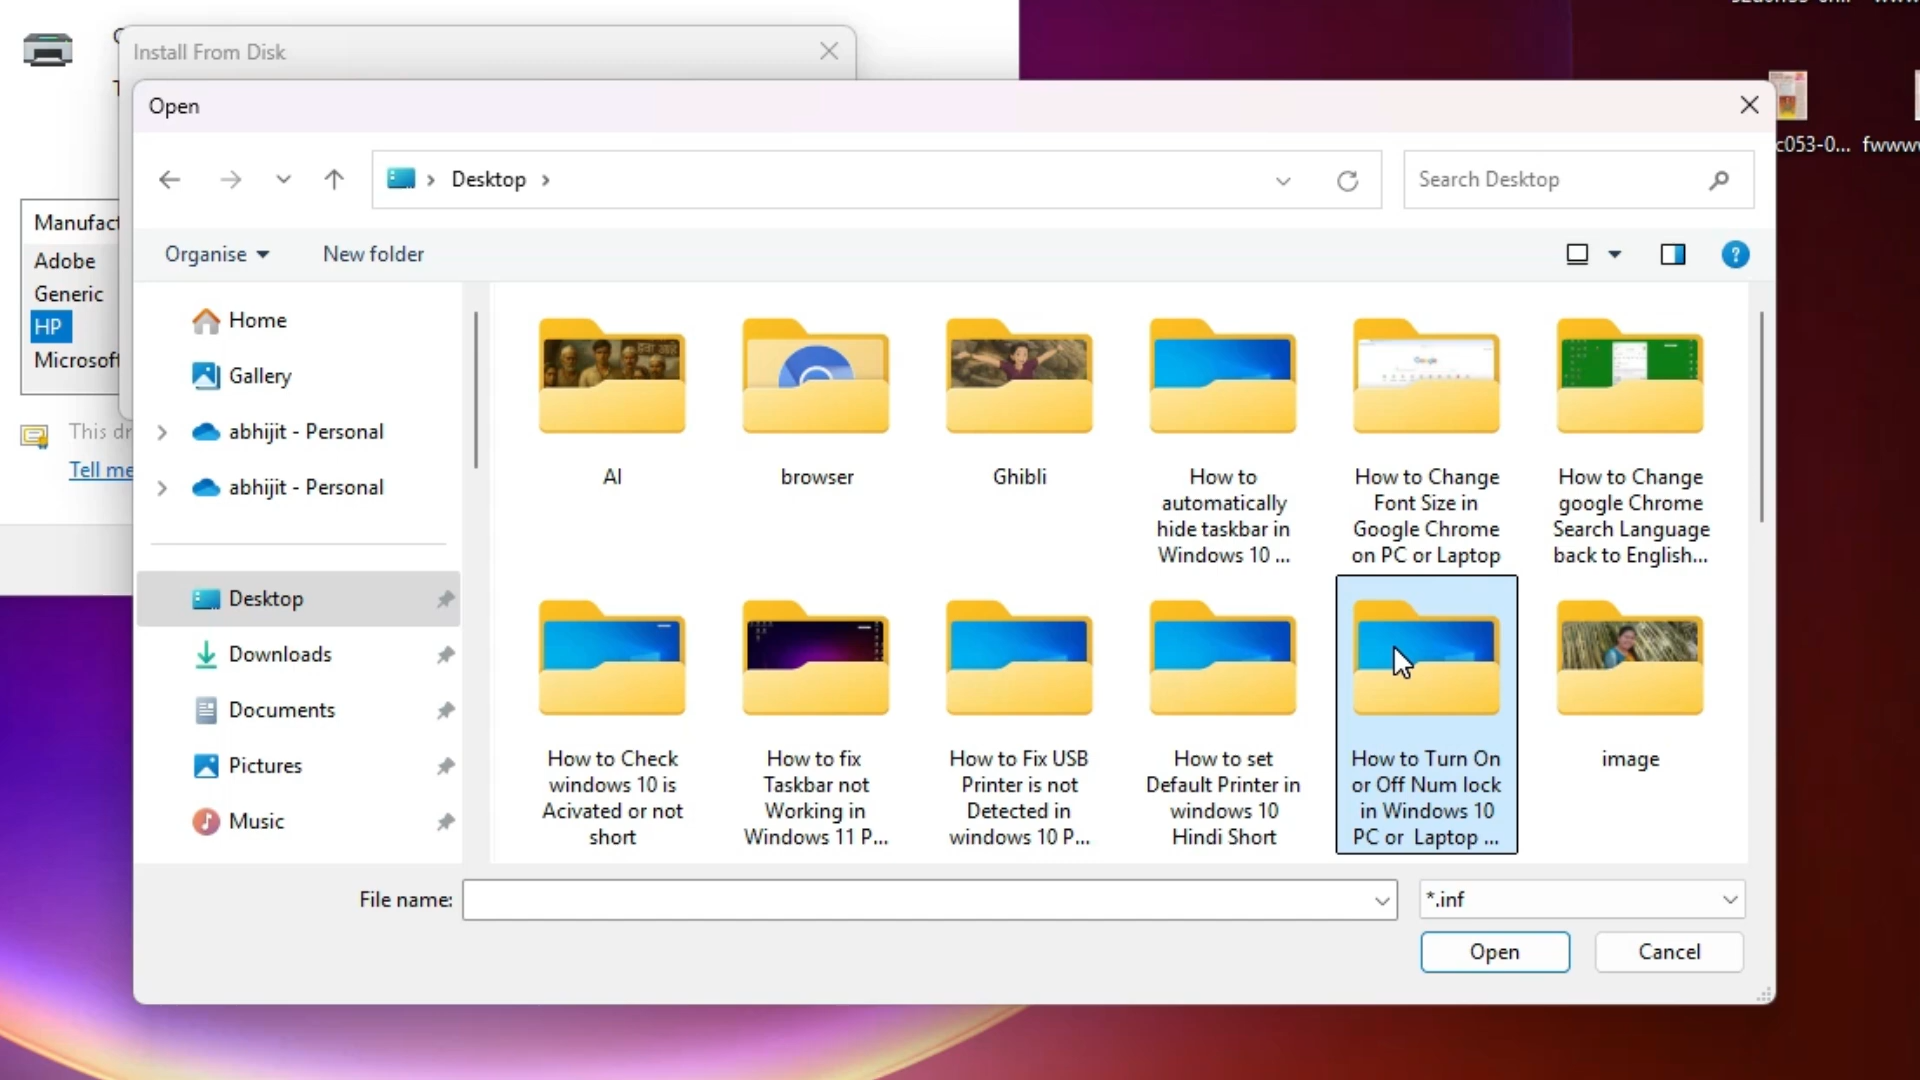 Install From Disk
Open
Desktop
Search Desktop
c053-0... fwww
Organise
New folder
Manufact
Adobe
Generic
HP
Microsoft
This dr
Tell me
Home
Gallery
abhijit - Personal
abhijit - Personal
Desktop
Downloads
Documents
Pictures
Music
AI
browser
Ghibli
How to
automatically
hide taskbar in
Windows 10 ...
How to Change
Font Size in
Google Chrome
on PC or Laptop
How to Change
google Chrome
Search Language
back to English...
How to Check
windows 10 is
Acivated or not
short
How to fix
Taskbar not
Working in
Windows 11 P...
How to Fix USB
Printer is not
Detected in
windows 10 P...
How to set
Default Printer in
windows 10
Hindi Short
How to Turn On
or Off Num lock
in Windows 10
PC or Laptop ...
image
File name:
*.inf
Open
Cancel